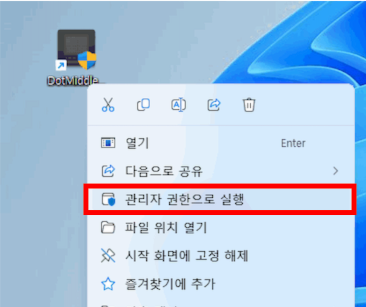 DotMiddle
열기 Enter
다음으로 공유
관리자 권한으로 실행
파일 위치 열기
시작 화면에 고정 해제
즐겨찾기에 추가